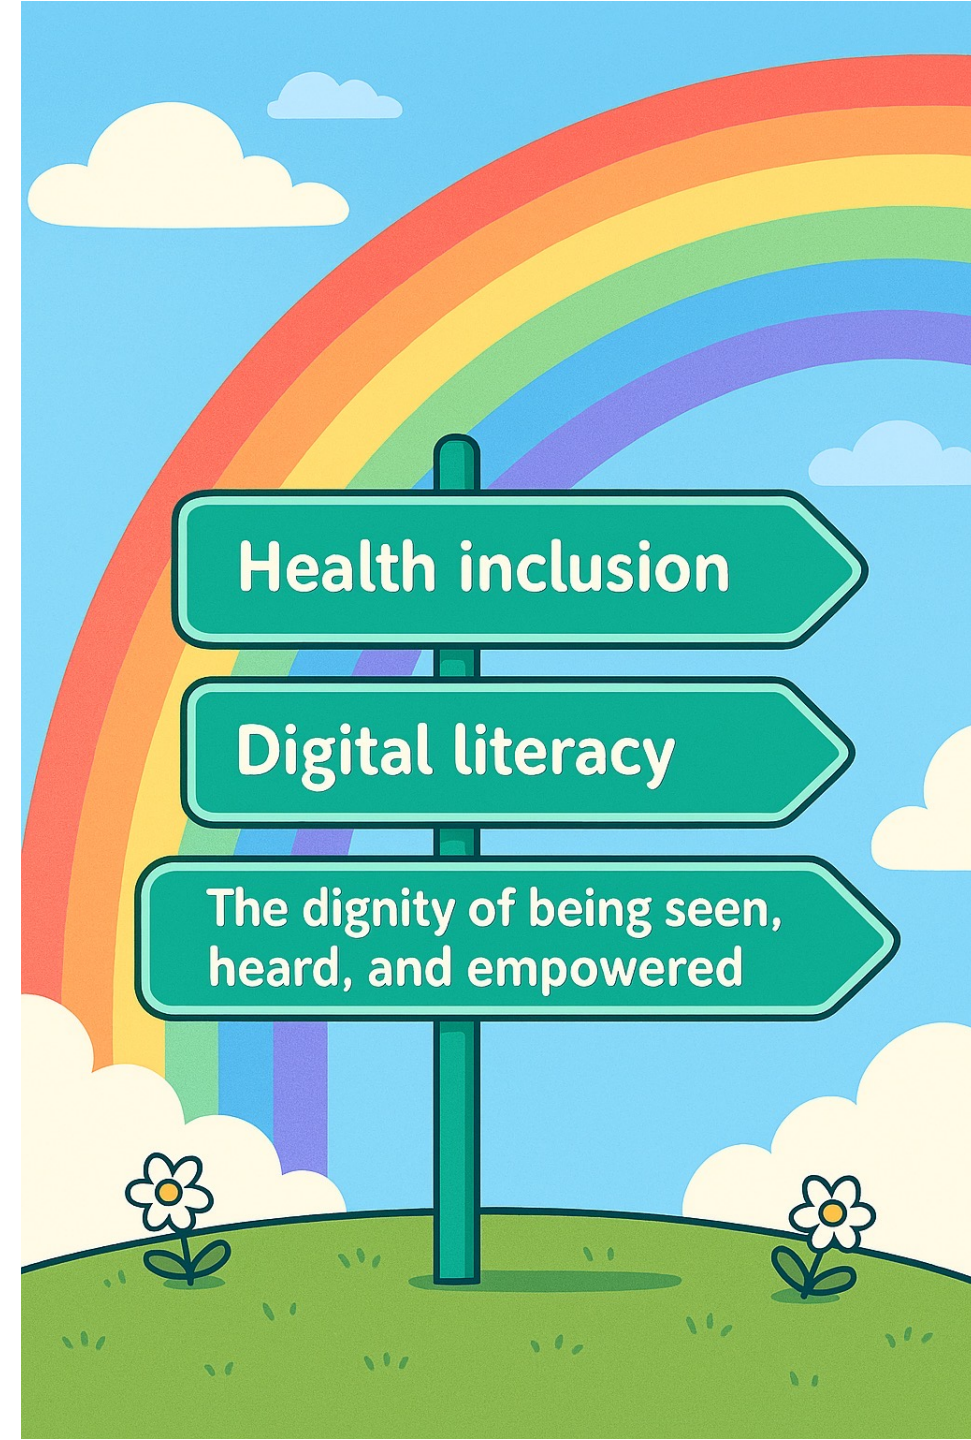 Health inclusion
Digital literacy
The dignity of being seen,
heard, and empowered